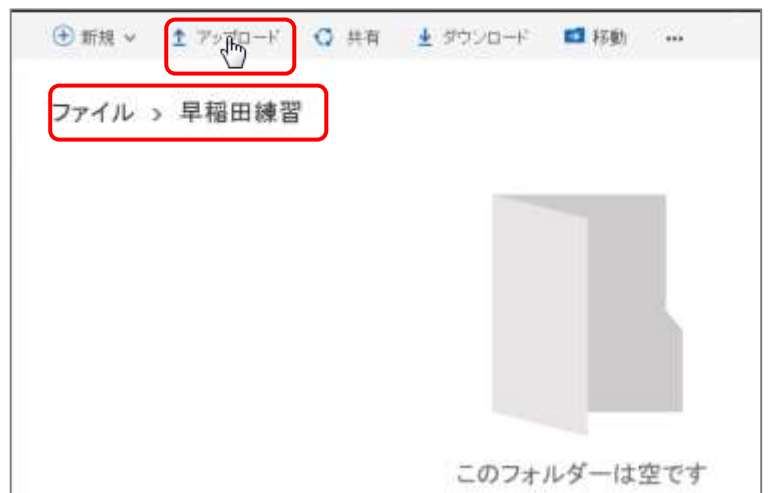 新規 アップロード 共有 ダウンロード 移動 ...
ファイル > 早稲田練習
このフォルダーは空です